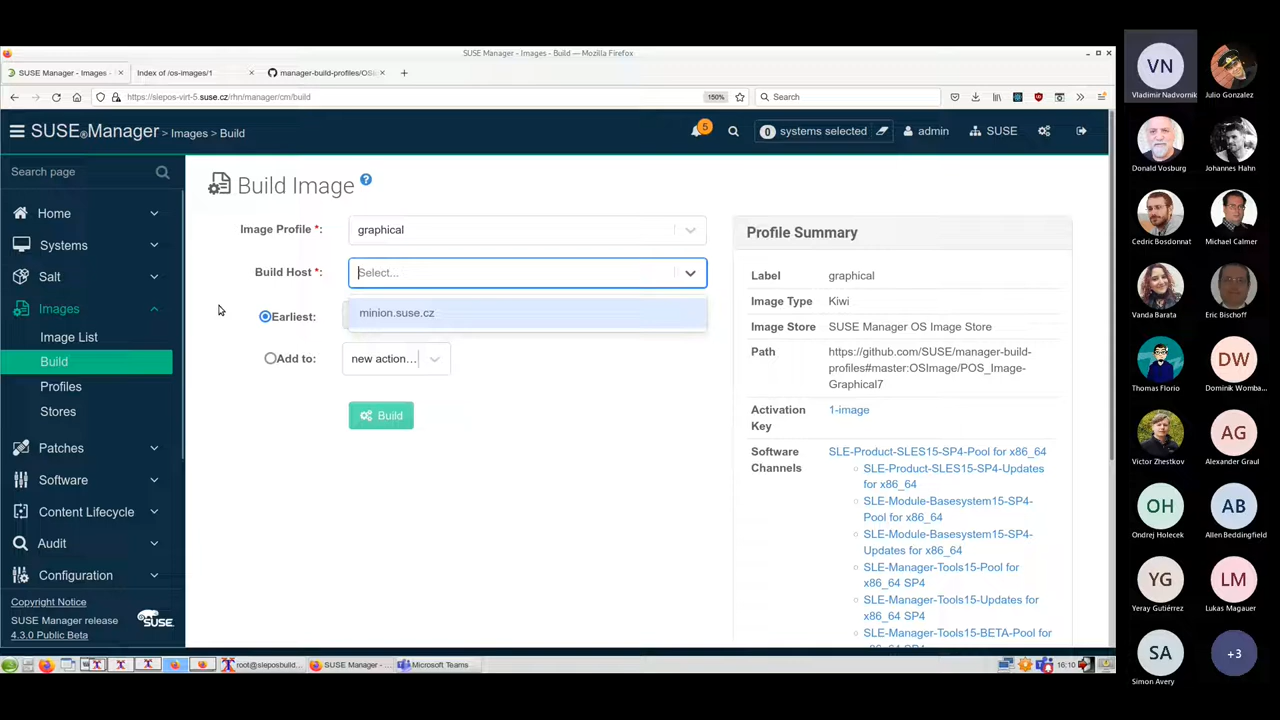 SUSE Manager - Images - Build — Mozilla Firefox
SUSE Manager - Images -
Index of /os-images/1
manager-build-profiles/OSI
https://slepos-virt-5.suse.cz/rhn/manager/cm/build
150%
Search
SUSE Manager > Images > Build
5
0 systems selected
admin
SUSE
Search page
Home
Systems
Salt
Images
Image List
Build
Profiles
Stores
Patches
Software
Content Lifecycle
Audit
Configuration
Copyright Notice
SUSE Manager release
4.3.0 Public Beta
SUSE
Build Image
Image Profile *:
graphical
Build Host *:
Select...
minion.suse.cz
Earliest:
Add to:
new action...
Build
Profile Summary
Label
graphical
Image Type
Kiwi
Image Store
SUSE Manager OS Image Store
Path
https://github.com/SUSE/manager-build-
profiles#master:OSImage/POS_Image-
Graphical7
Activation
Key
1-image
Software
Channels
SLE-Product-SLES15-SP4-Pool for x86_64
SLE-Product-SLES15-SP4-Updates
for x86_64
SLE-Module-Basesystem15-SP4-
Pool for x86_64
SLE-Module-Basesystem15-SP4-
Updates for x86_64
SLE-Manager-Tools15-Pool for
x86_64 SP4
SLE-Manager-Tools15-Updates for
x86_64 SP4
SLE-Manager-Tools15-BETA-Pool for
root@sleposbuild...
SUSE Manager - ...
Microsoft Teams
16:10
VN
Vladimir Nadvornik
Julio Gonzalez
Donald Vosburg
Johannes Hahn
Cedric Bosdonnat
Michael Calmer
Vanda Barata
Eric Bischoff
Thomas Florio
DW
Dominik Womba...
Victor Zhestkov
AG
Alexander Graul
OH
Ondrej Holecek
AB
Allen Beddingfield
YG
Yeray Gutiérrez
LM
Lukas Magauer
SA
Simon Avery
+3